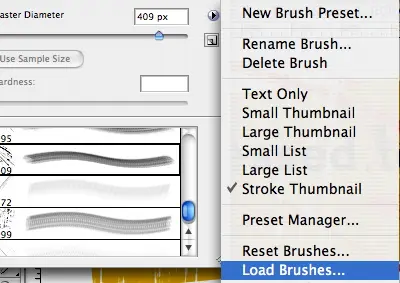 aster Diameter
409 px
Use Sample Size
ardness:
95
09
72
99
New Brush Preset...
Rename Brush...
Delete Brush
Text Only
Small Thumbnail
Large Thumbnail
Small List
Large List
Stroke Thumbnail
Preset Manager...
Reset Brushes...
Load Brushes...